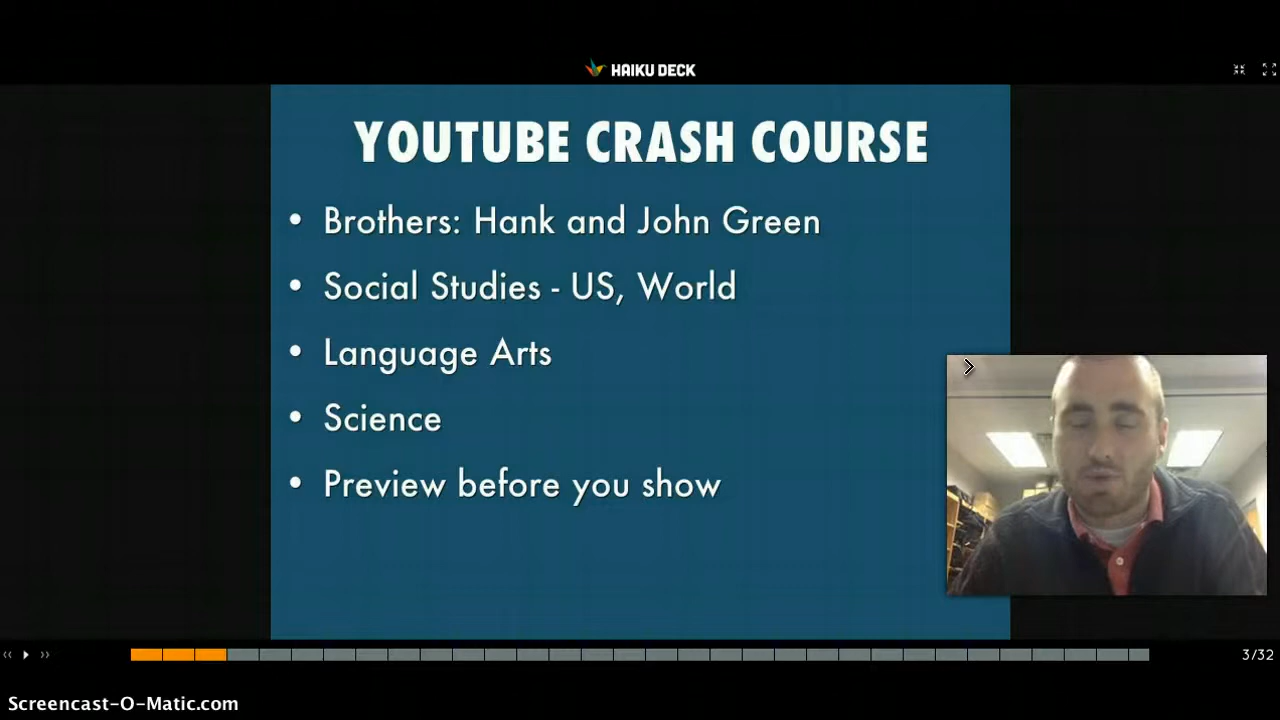 HAIKU DECK
YOUTUBE CRASH COURSE
• Brothers: Hank and John Green
• Social Studies - US, World
• Language Arts
• Science
• Preview before you show
3/32
Screencast-O-Matic.com